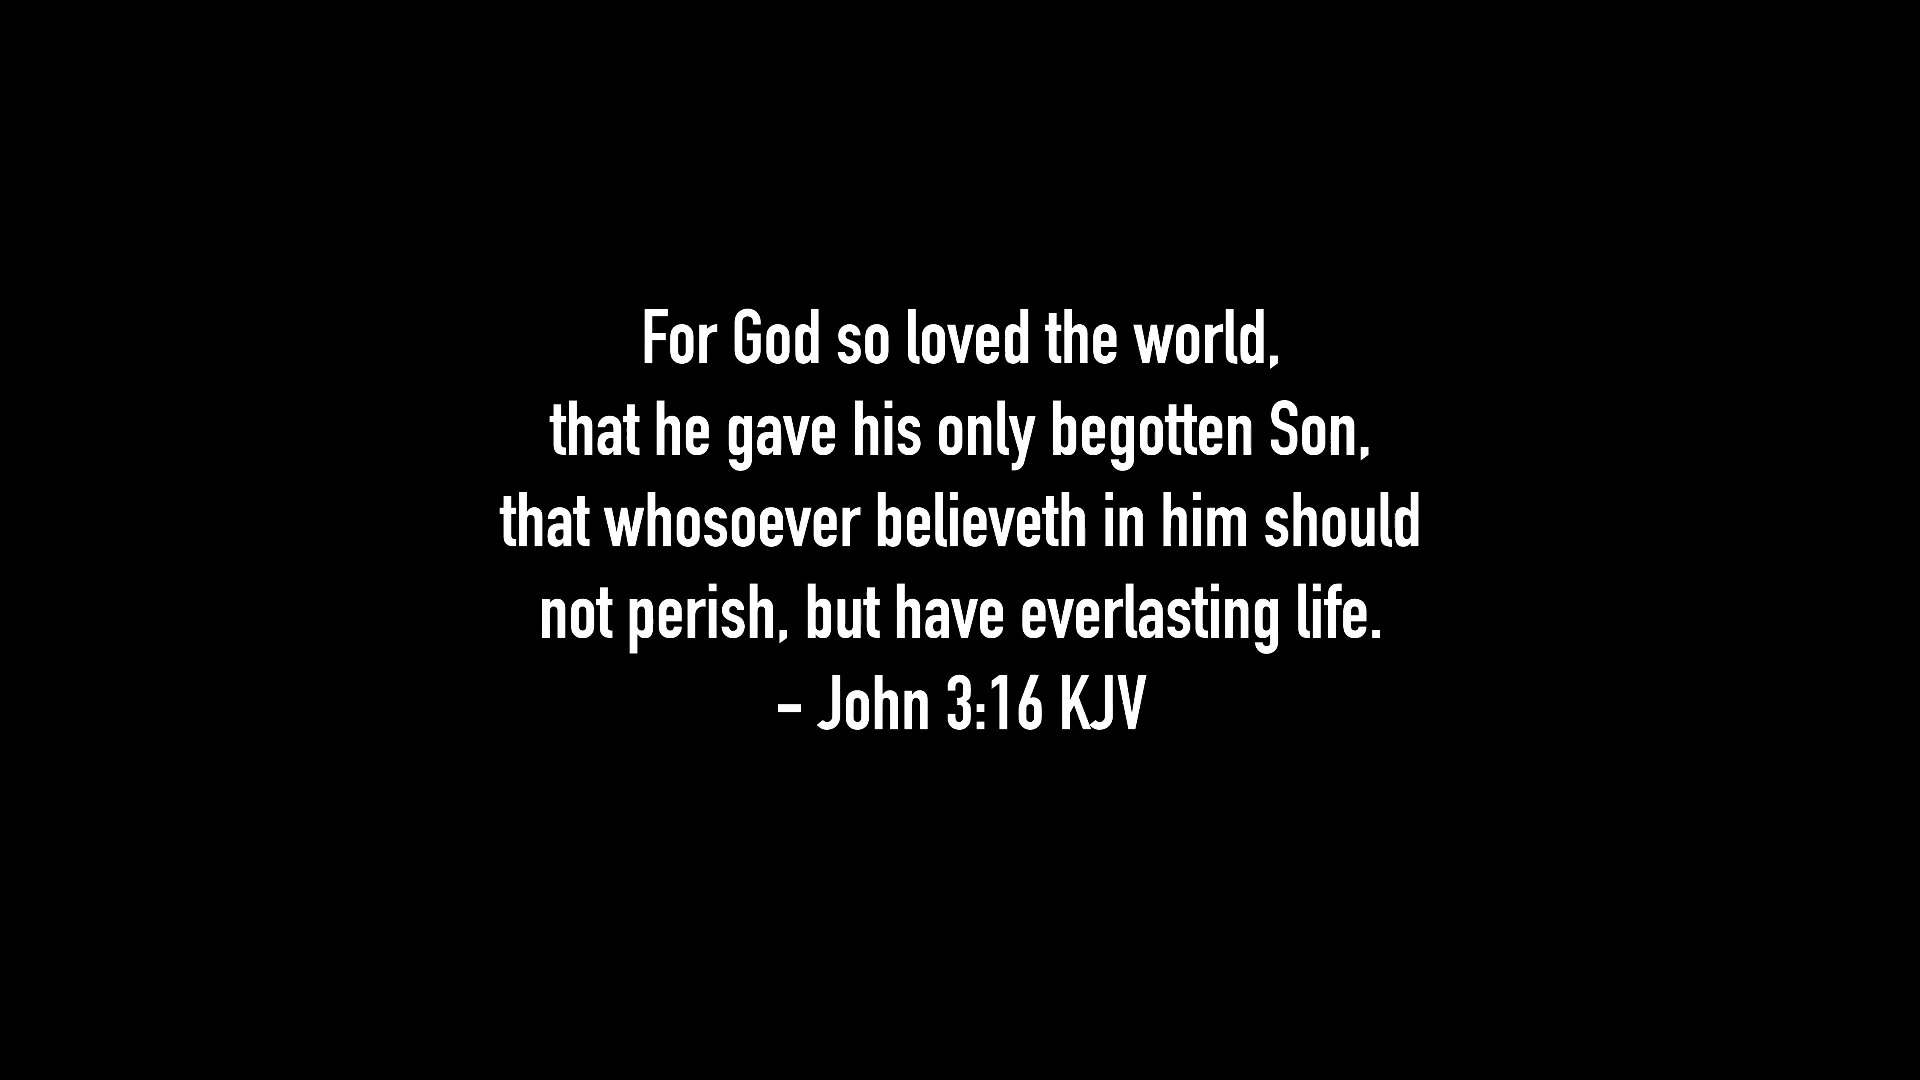 For God so loved the world,
that he gave his only begotten Son,
that whosoever believeth in him should
not perish, but have everlasting life.
- John 3:16 KJV